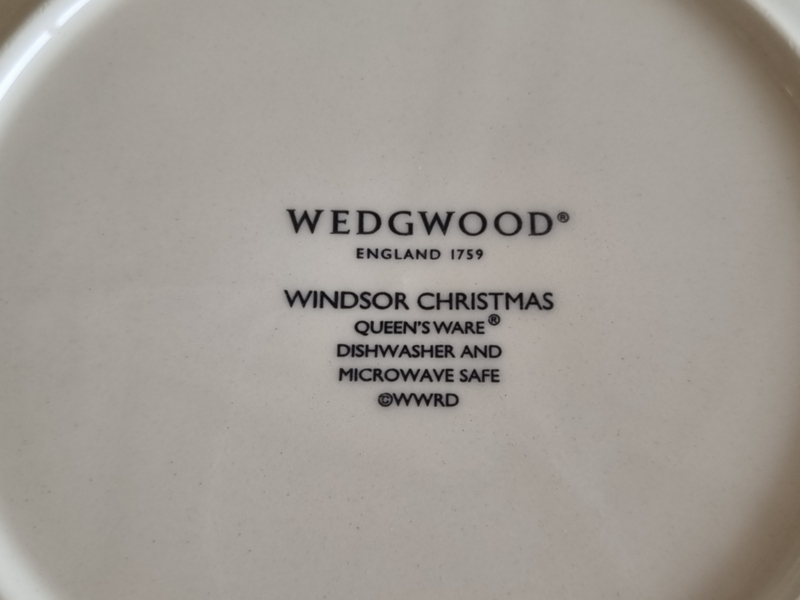 WEDGWOOD®
ENGLAND 1759
WINDSOR CHRISTMAS
QUEEN'S WARE®
DISHWASHER AND
MICROWAVE SAFE
©WWRD